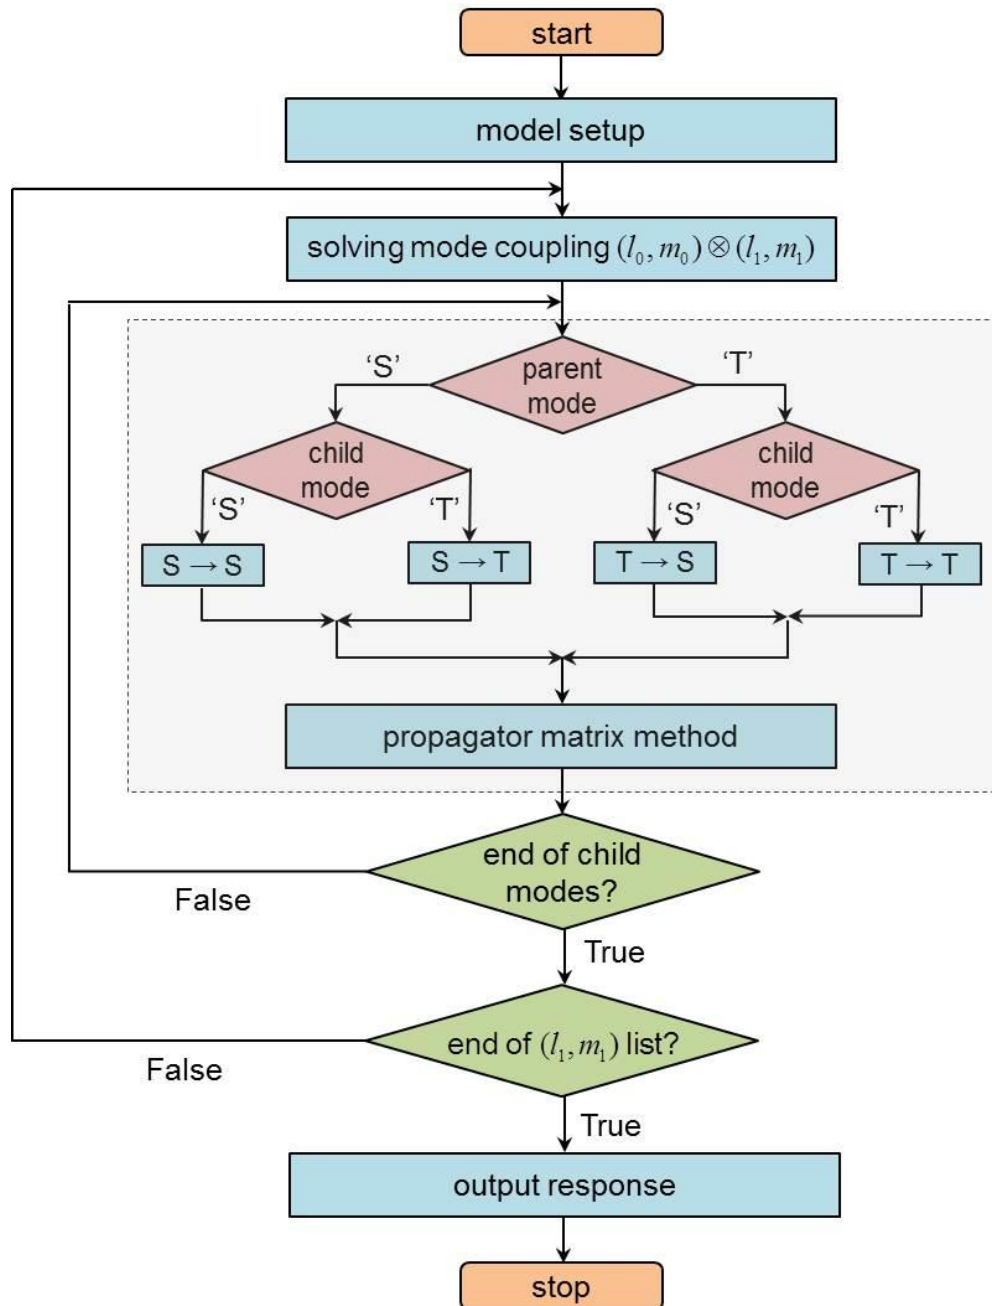 start
model setup
solving mode coupling (l₀, m₀) ⊗ (l₁, m₁)
parent
mode
‘S’
‘T’
child
mode
‘S’
‘T’
child
mode
‘S’
‘T’
S → S
S → T
T → S
T → T
propagator matrix method
end of child
modes?
False
True
end of (l₁, m₁) list?
False
True
output response
stop